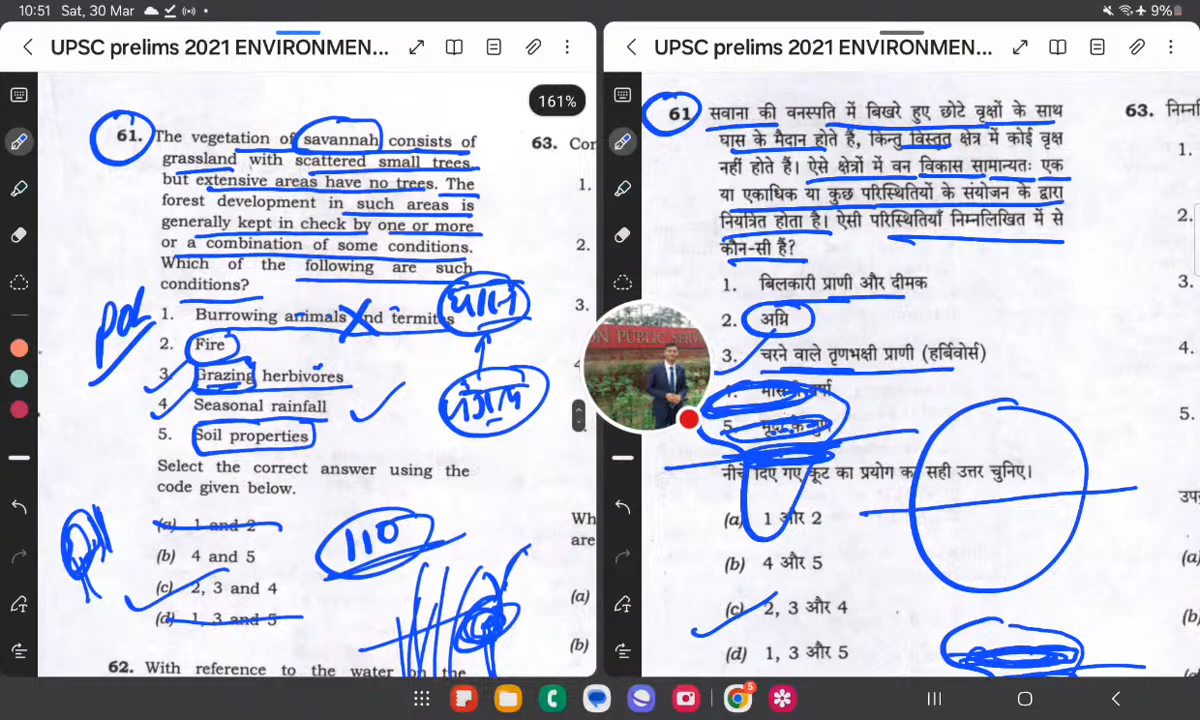 10:51 Sat, 30 Mar
9%
UPSC prelims 2021 ENVIRONMEN...
161%
61. The vegetation of savannah consists of
grassland with scattered small trees,
but extensive areas have no trees. The
forest development in such areas is
generally kept in check by one or more
or a combination of some conditions.
Which of the following are such
conditions?
1. Burrowing animals and termites
2. Fire
3. Grazing herbivores
4. Seasonal rainfall
5. Soil properties
Select the correct answer using the
code given below.
(a) 1 and 2
(b) 4 and 5
(c) 2, 3 and 4
(d) 1, 3 and 5
110
62. With reference to the water on the
63. Con
1.
2.
3.
4
5
Wh
are
(a)
(b)
UPSC prelims 2021 ENVIRONMEN...
61 सवाना की वनस्पति में बिखरे हुए छोटे वृक्षों के साथ
घास के मैदान होते हैं, किन्तु विस्तृत क्षेत्र में कोई वृक्ष
नहीं होते हैं। ऐसे क्षेत्रों में वन विकास सामान्यतः एक
या एकाधिक या कुछ परिस्थितियों के संयोजन के द्वारा
नियंत्रित होता है। ऐसी परिस्थितियाँ निम्नलिखित में से
कौन-सी हैं?
1. बिलकारी प्राणी और दीमक
2. अग्नि
3. चरने वाले तृणभक्षी प्राणी (हर्बिवोर्स)
5.
नीचे दिए गए कूट का प्रयोग कर सही उत्तर चुनिए।
(a) 1 और 2
(b) 4 और 5
(c) 2, 3 और 4
(d) 1, 3 और 5
63. निम्नलि
1.
2.
3.
4.
5.
उप
(a)
(b)
ON PUBLIC SERV
5